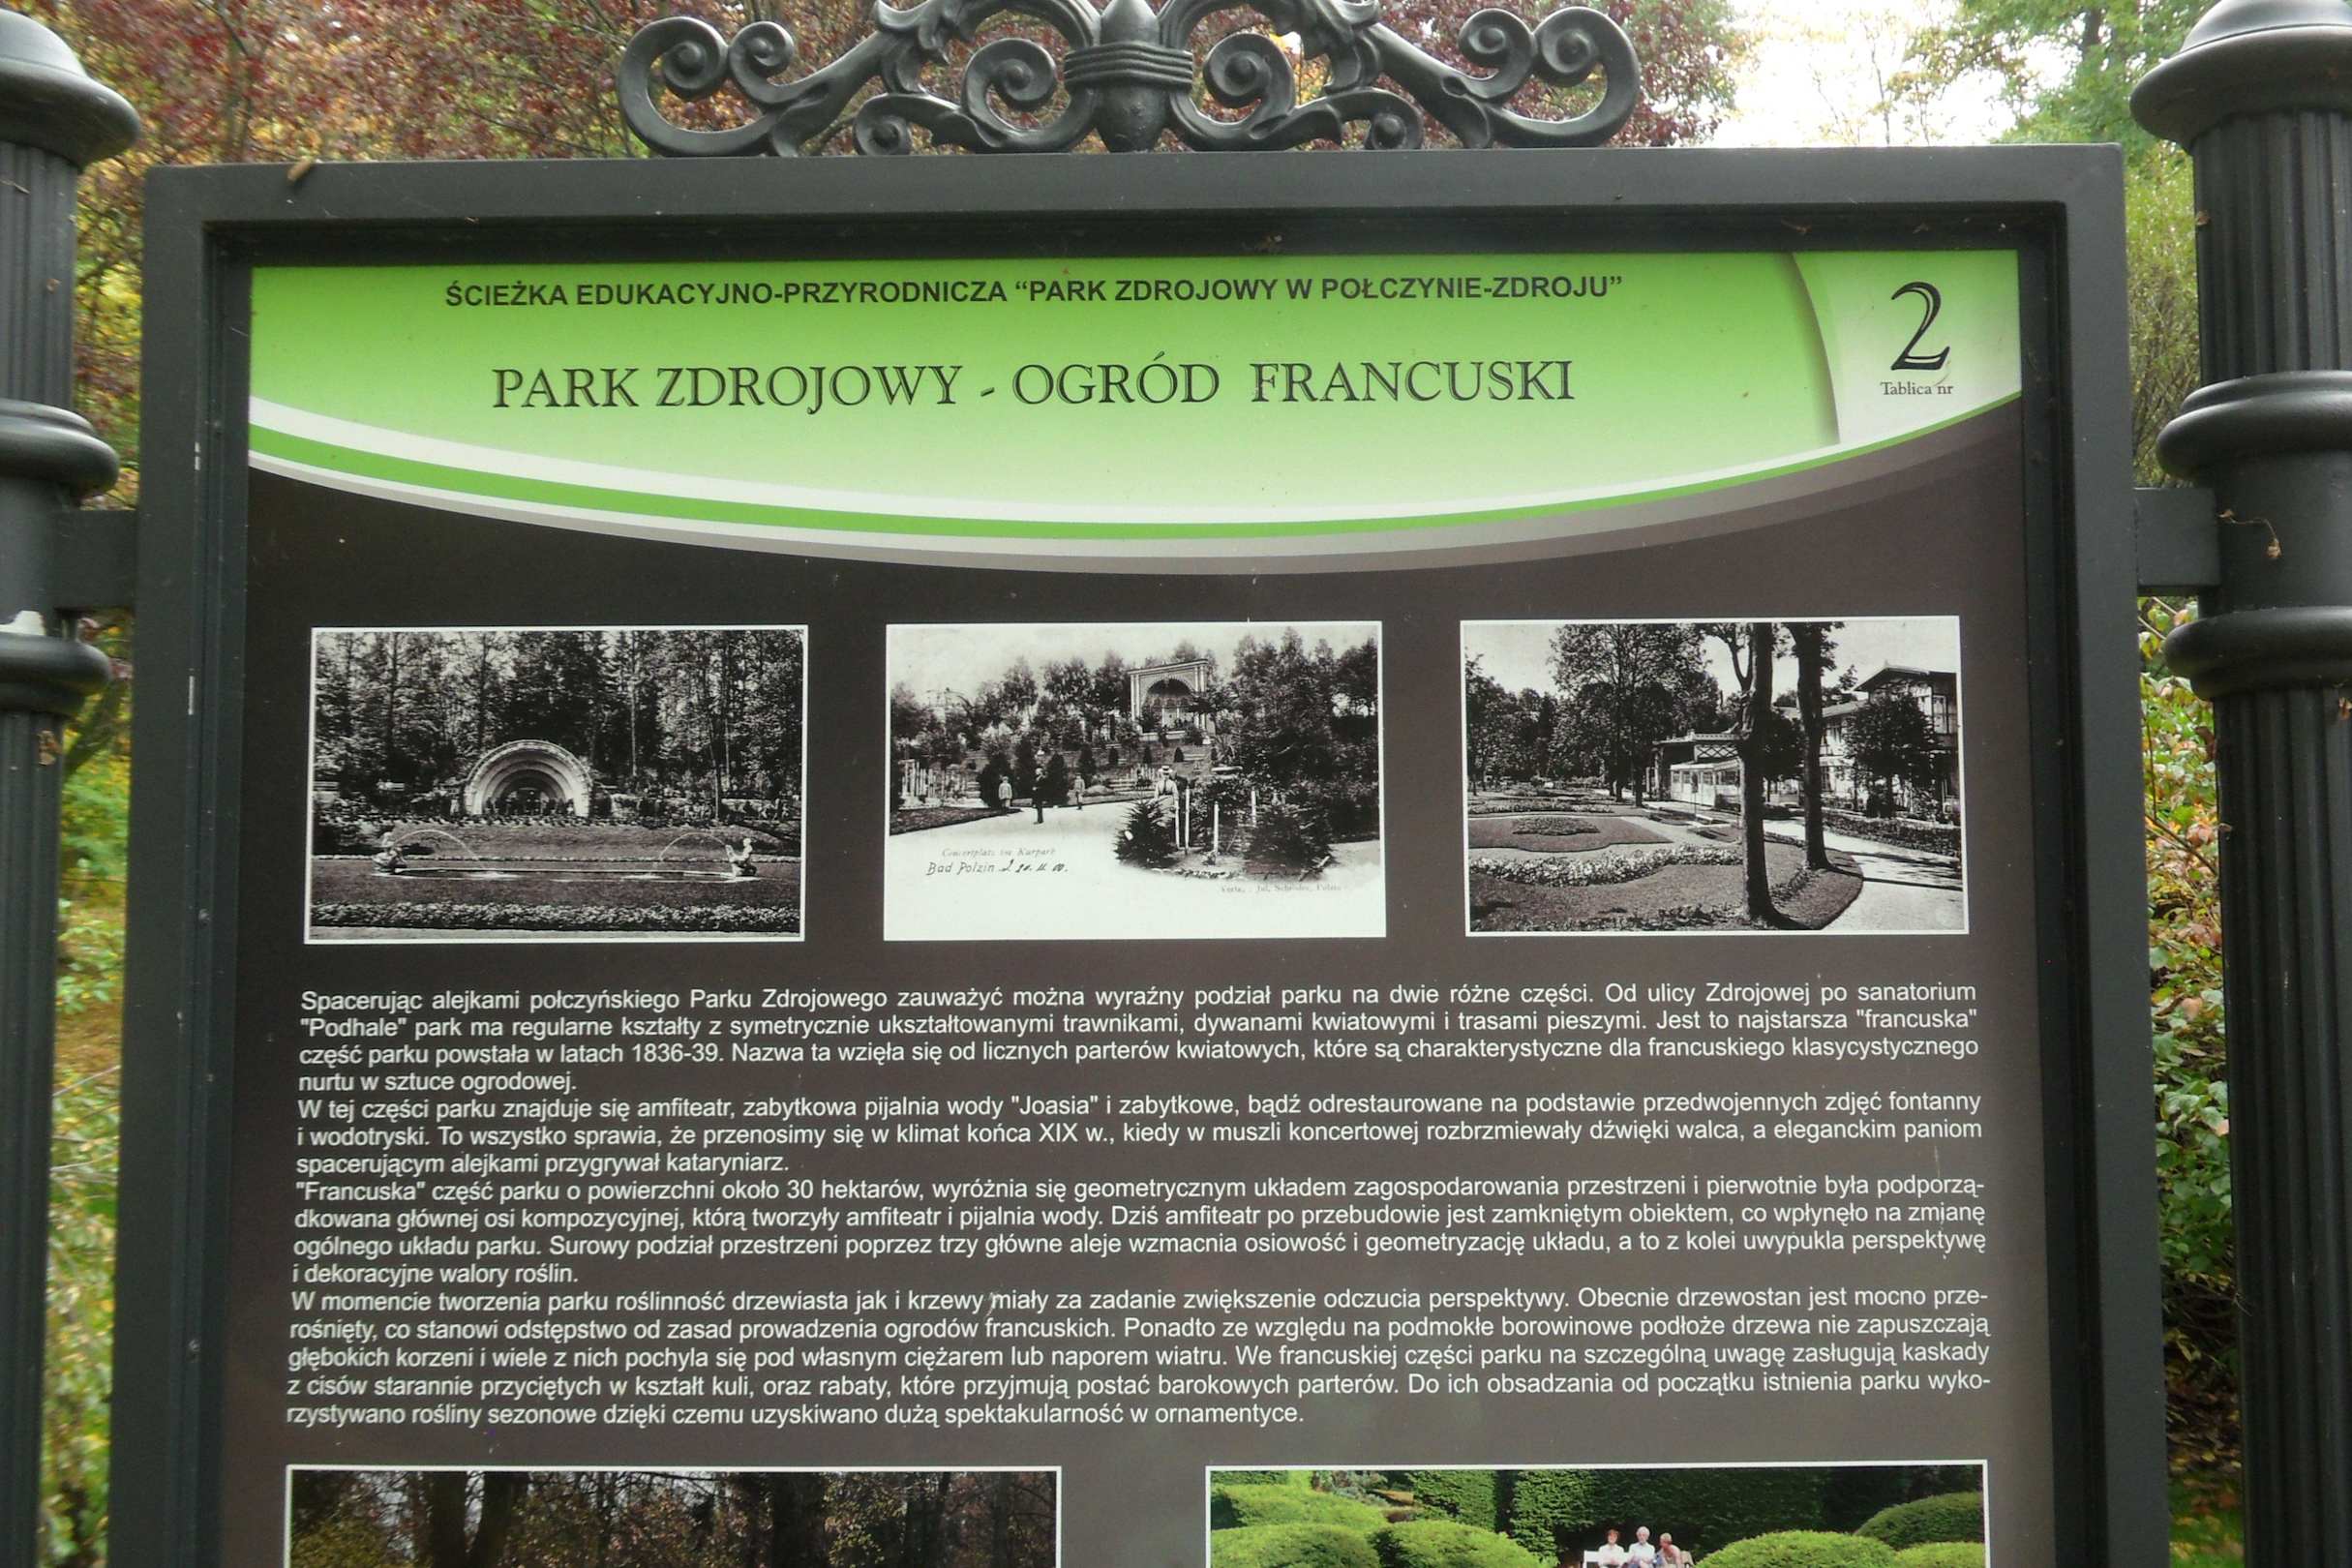 ŚCIEŻKA EDUKACYJNO-PRZYRODNICZA “PARK ZDROJOWY W POŁCZYNIE-ZDROJU”
PARK ZDROJOWY - OGRÓD FRANCUSKI
2
Tablica nr
Concertplatz im Kurpark
Bad Polzin
Spacerując alejkami połczyńskiego Parku Zdrojowego zauważyć można wyraźny podział parku na dwie różne części. Od ulicy Zdrojowej po sanatorium
"Podhale" park ma regularne kształty z symetrycznie ukształtowanymi trawnikami, dywanami kwiatowymi i trasami pieszymi. Jest to najstarsza "francuska"
część parku powstała w latach 1836-39. Nazwa ta wzięła się od licznych parterów kwiatowych, które są charakterystyczne dla francuskiego klasycystycznego
nurtu w sztuce ogrodowej.
W tej części parku znajduje się amfiteatr, zabytkowa pijalnia wody "Joasia" i zabytkowe, bądź odrestaurowane na podstawie przedwojennych zdjęć fontanny
i wodotryski. To wszystko sprawia, że przenosimy się w klimat końca XIX w., kiedy w muszli koncertowej rozbrzmiewały dźwięki walca, a eleganckim paniom
spacerującym alejkami przygrywał kataryniarz.
"Francuska" część parku o powierzchni około 30 hektarów, wyróżnia się geometrycznym układem zagospodarowania przestrzeni i pierwotnie była podporzą-
dkowana głównej osi kompozycyjnej, którą tworzyły amfiteatr i pijalnia wody. Dziś amfiteatr po przebudowie jest zamkniętym obiektem, co wpłynęło na zmianę
ogólnego układu parku. Surowy podział przestrzeni poprzez trzy główne aleje wzmacnia osiowość i geometryzację układu, a to z kolei uwypukla perspektywę
i dekoracyjne walory roślin.
W momencie tworzenia parku roślinność drzewiasta jak i krzewy miały za zadanie zwiększenie odczucia perspektywy. Obecnie drzewostan jest mocno prze-
rośnięty, co stanowi odstępstwo od zasad prowadzenia ogrodów francuskich. Ponadto ze względu na podmokłe borowinowe podłoże drzewa nie zapuszczają
głębokich korzeni i wiele z nich pochyla się pod własnym ciężarem lub naporem wiatru. We francuskiej części parku na szczególną uwagę zasługują kaskady
z cisów starannie przyciętych w kształt kuli, oraz rabaty, które przyjmują postać barokowych parterów. Do ich obsadzania od początku istnienia parku wyko-
rzystywano rośliny sezonowe dzięki czemu uzyskiwano dużą spektakularność w ornamentyce.